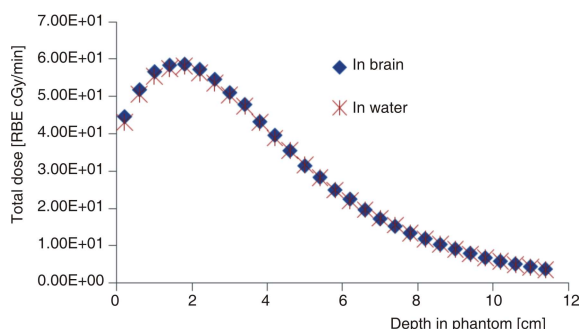 7.00E+01
6.00E+01
5.00E+01
4.00E+01
3.00E+01
2.00E+01
1.00E+01
0.00E+00
Total dose [RBE cGy/min]
In brain
In water
0 2 4 6 8 10 12
Depth in phantom [cm]